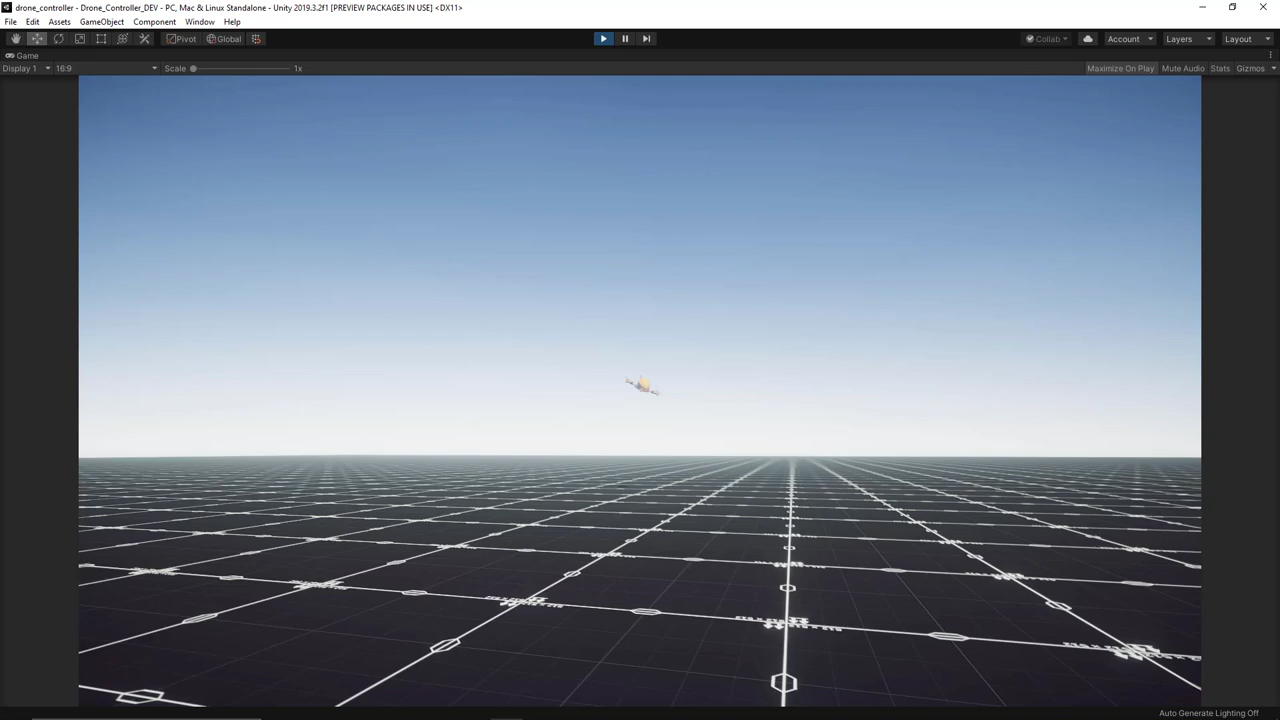 drone_controller - Drone_Controller_DEV - PC, Mac & Linux Standalone - Unity 2019.3.2f1 [PREVIEW PACKAGES IN USE] <DX11>
File Edit Assets GameObject Component Window Help
Pivot Global Collab Account Layers Layout
Game
Display 1 16:9 Scale 1x Maximize On Play Mute Audio Stats Gizmos
Auto Generate Lighting Off